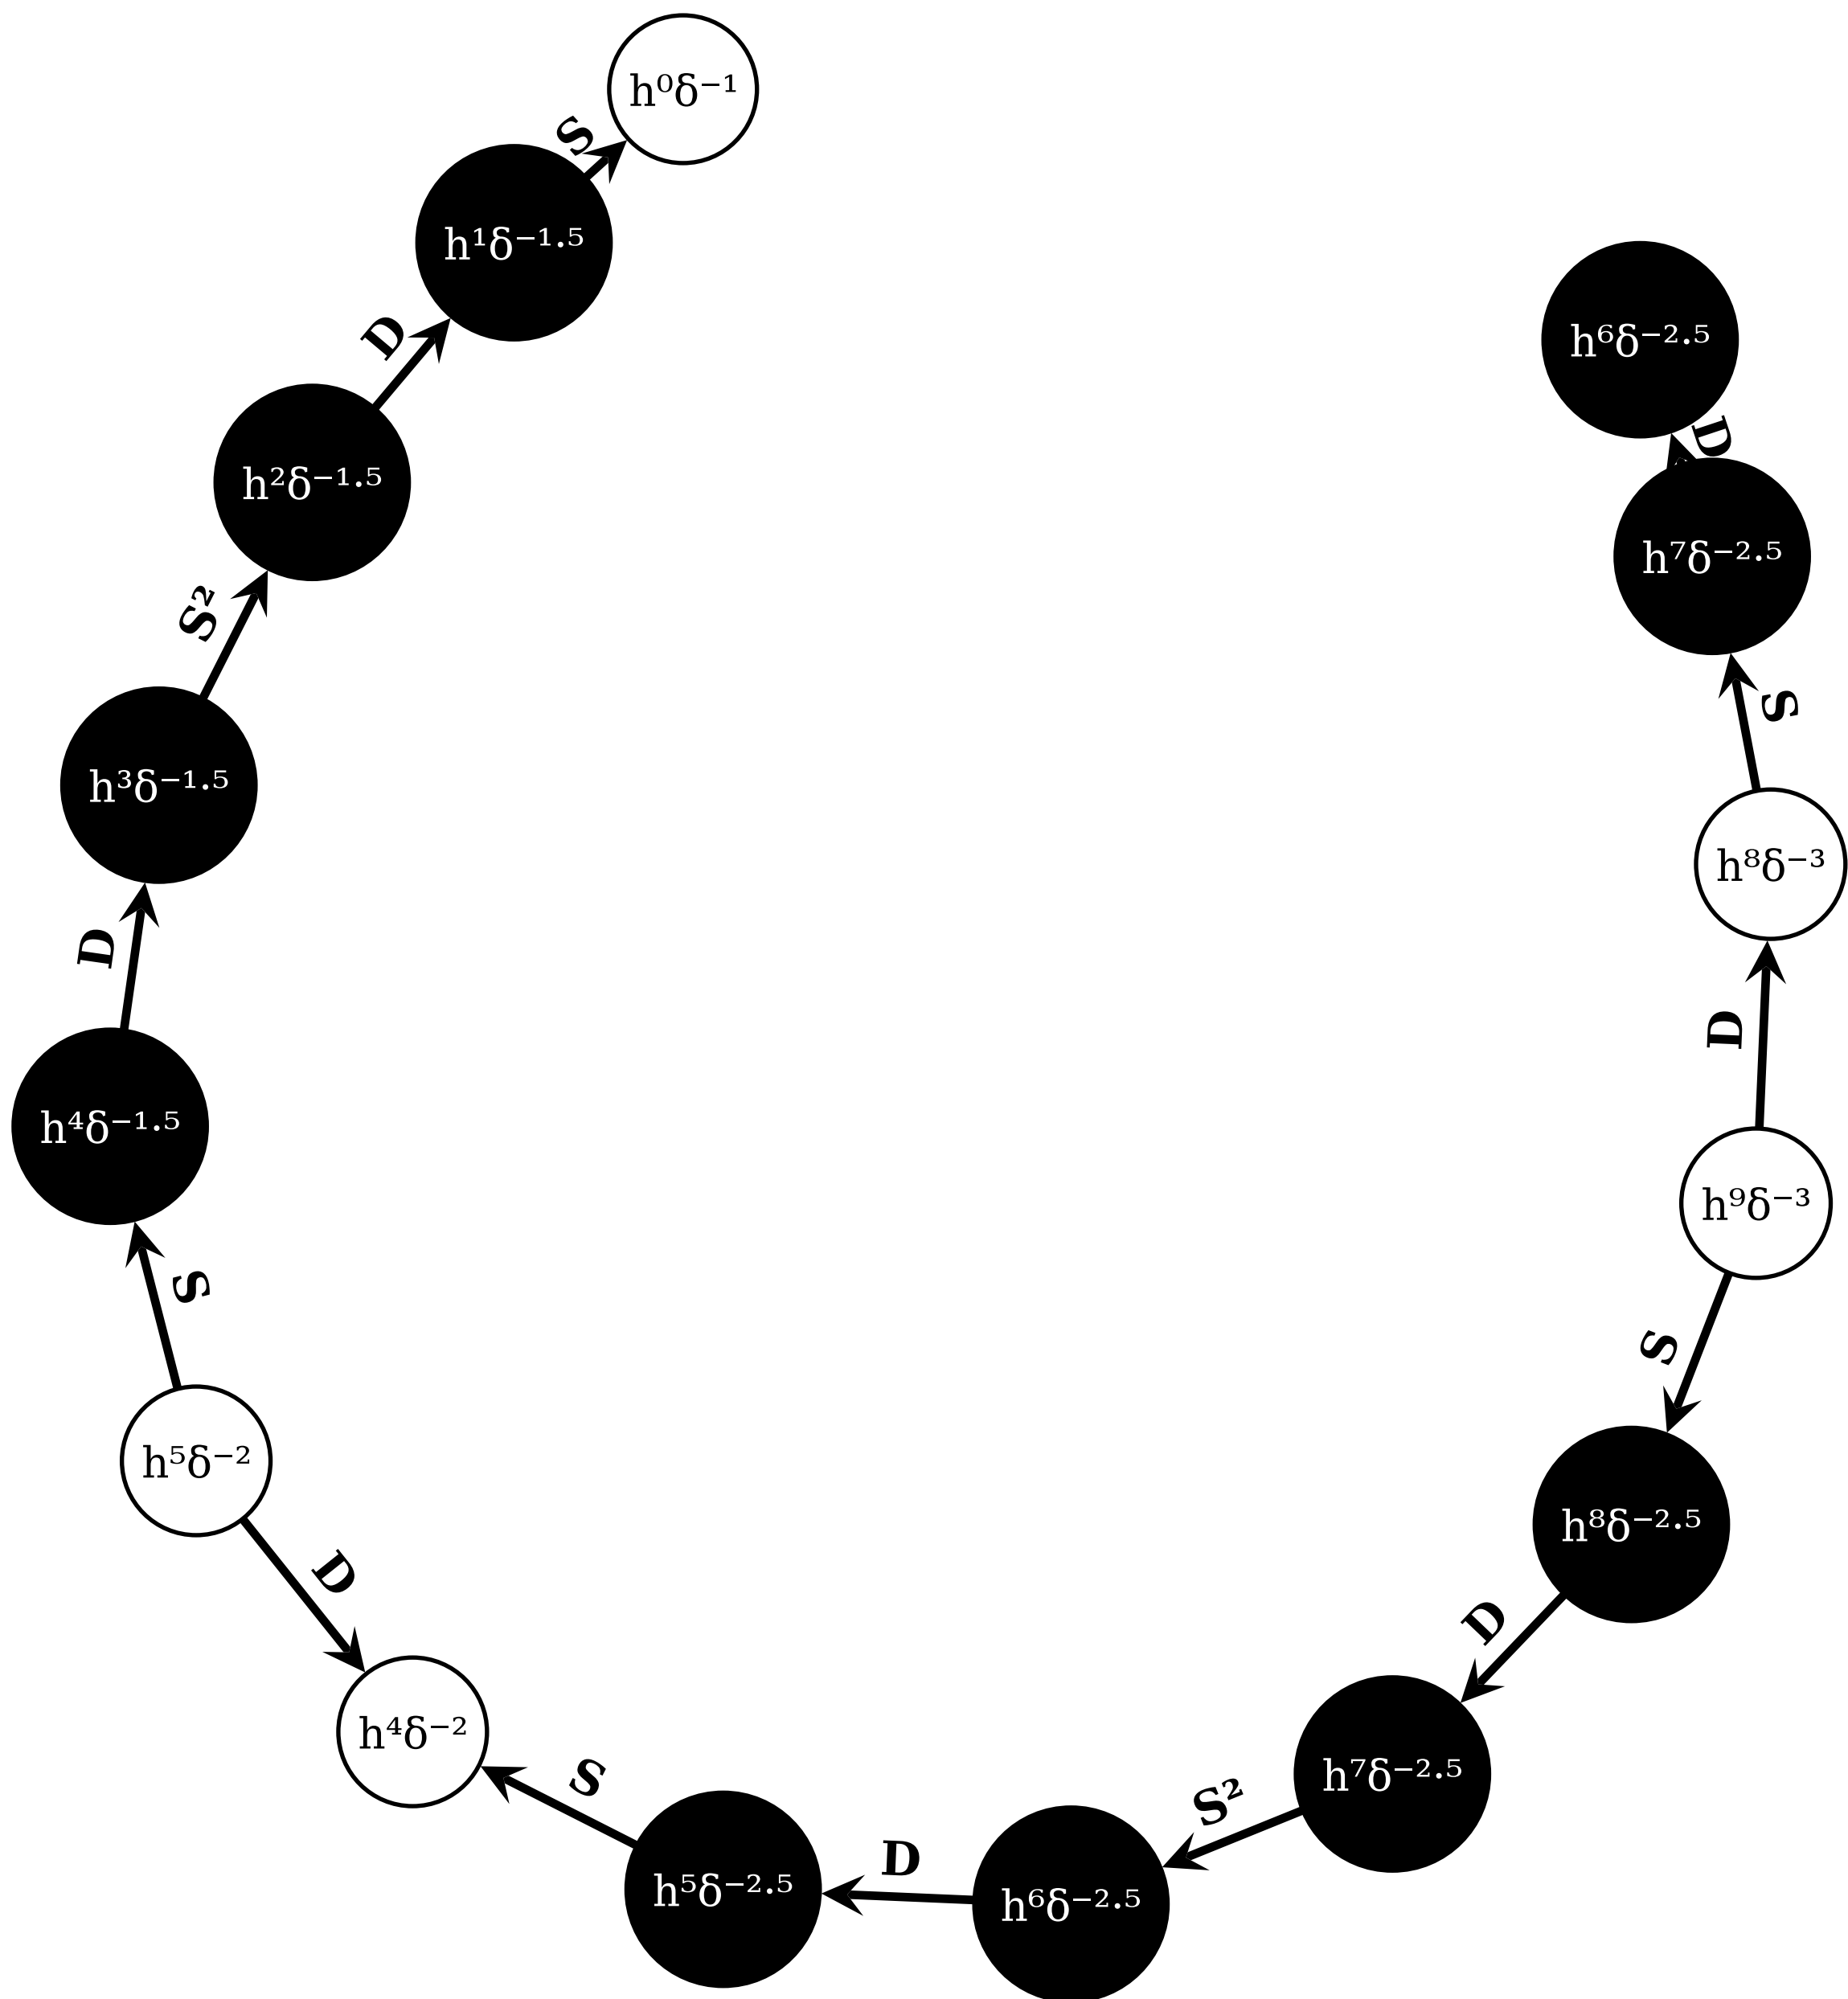 h⁰δ⁻¹
S
h¹δ⁻¹·⁵
D
h²δ⁻¹·⁵
S²
h³δ⁻¹·⁵
D
h⁴δ⁻¹·⁵
S
h⁵δ⁻²
D
h⁴δ⁻²
S
h⁵δ⁻²·⁵
D
h⁶δ⁻²·⁵
S²
h⁷δ⁻²·⁵
D
h⁸δ⁻²·⁵
S
h⁹δ⁻³
D
h⁸δ⁻³
S
h⁷δ⁻²·⁵
D
h⁶δ⁻²·⁵